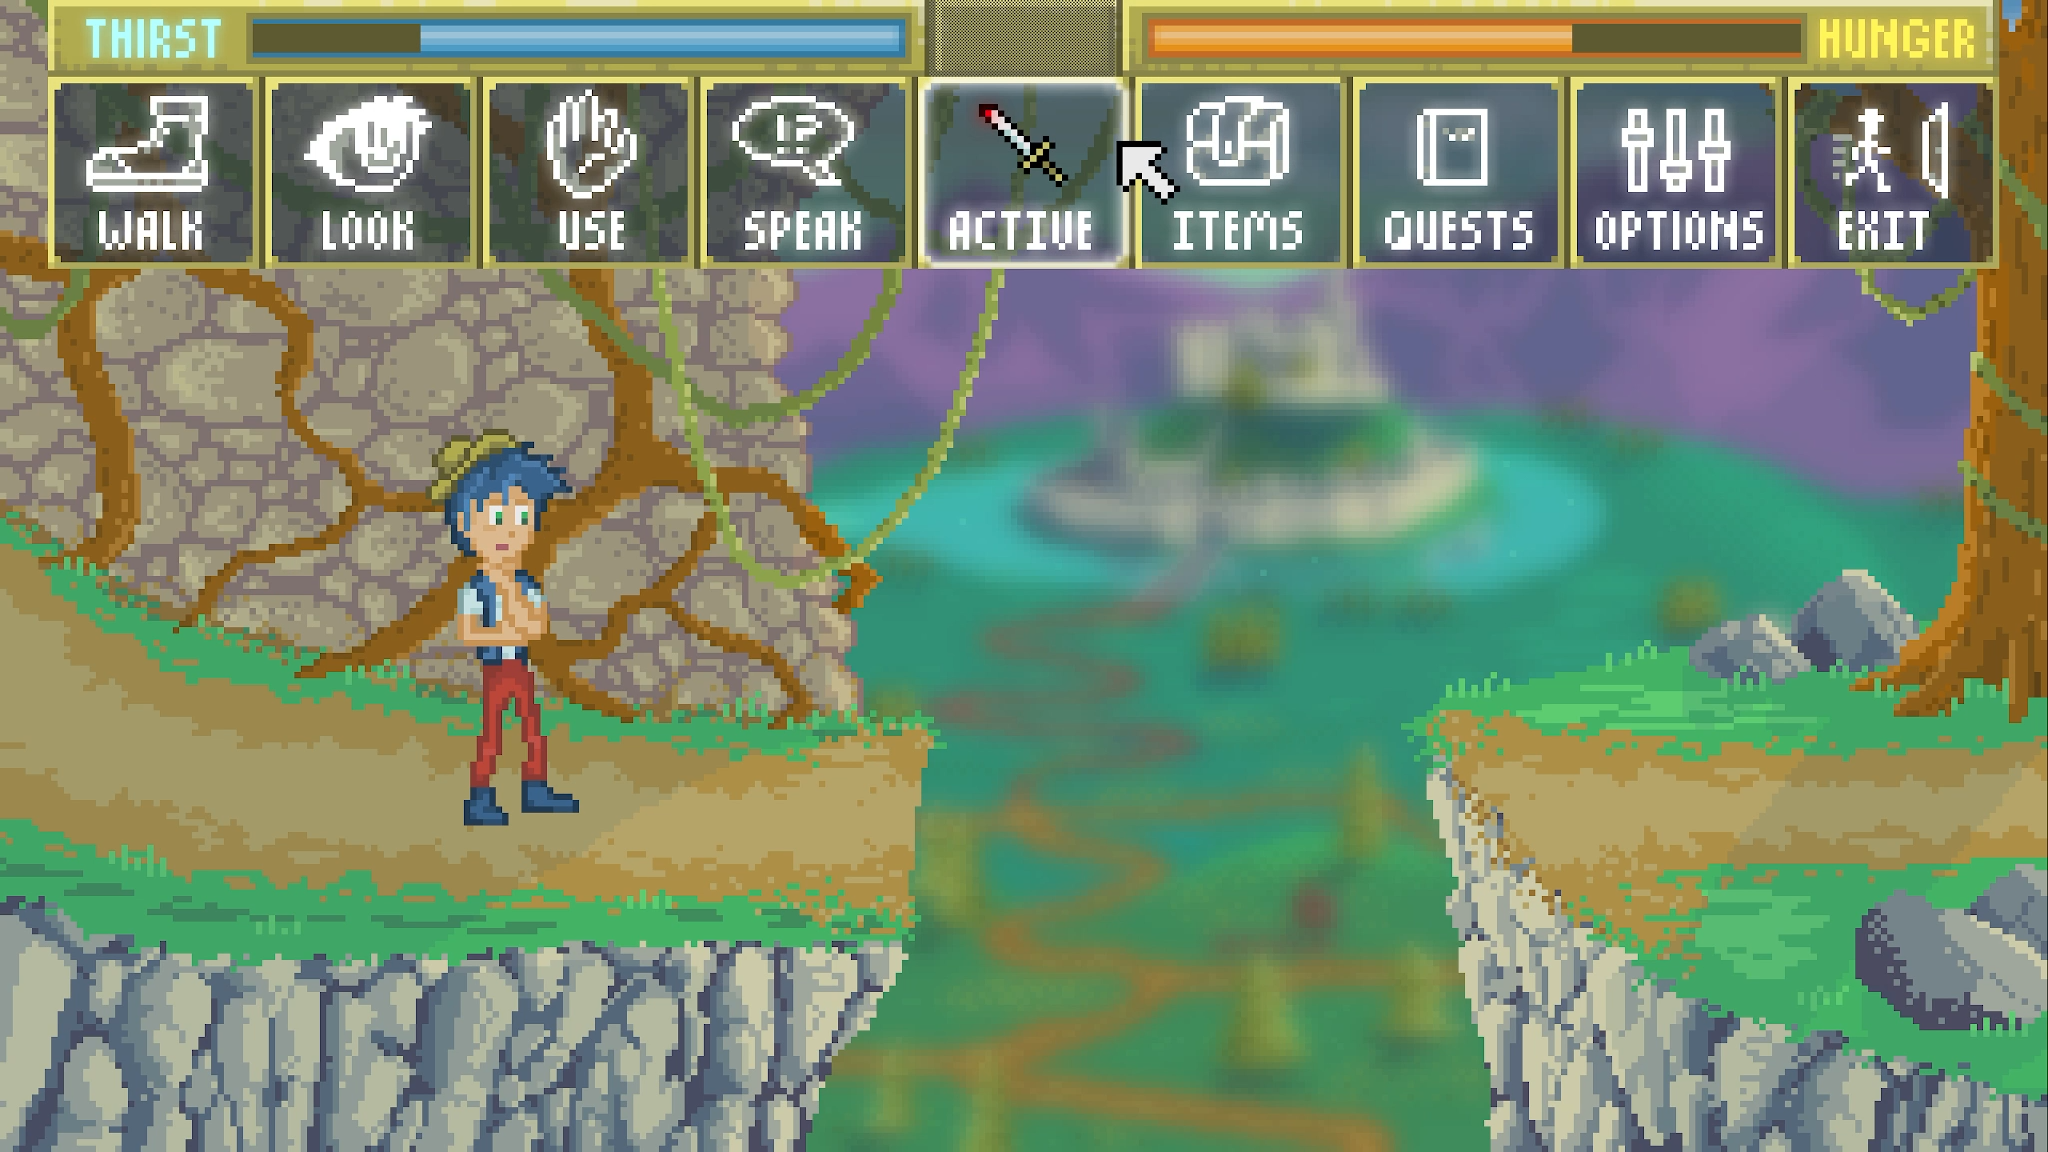 THIRST
HUNGER
WALK
LOOK
USE
SPEAK
!?
ACTIVE
ITEMS
QUESTS
OPTIONS
EXIT